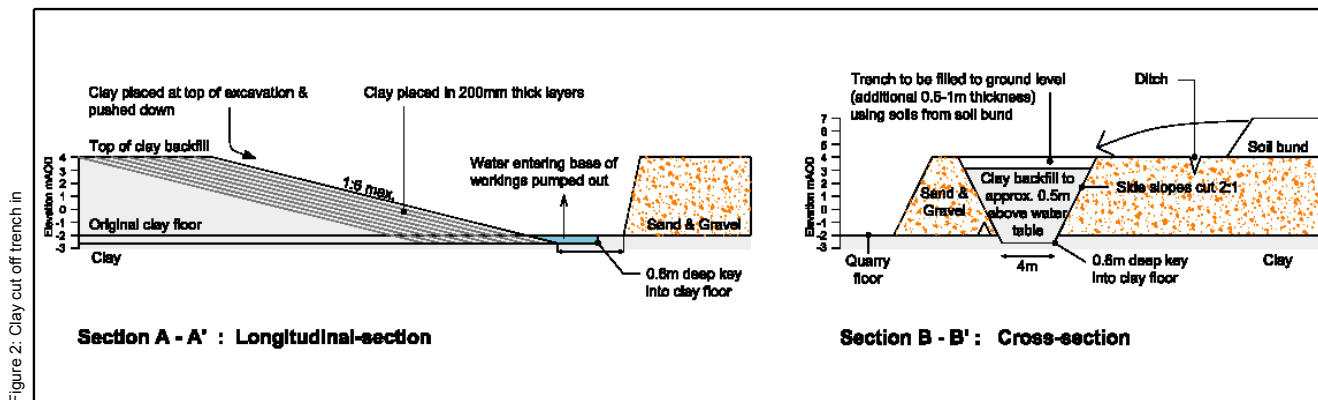 Figure 2: Clay cut off trench in
Clay placed at top of excavation &
pushed down
Clay placed in 200mm thick layers
Top of clay backfill
Elevation mAOD
4
3
2
1
0
-1
-2
-3
1:6 max.
Water entering base of
workings pumped out
Original clay floor
Sand & Gravel
Clay
0.6m deep key
into clay floor
Section A - A' : Longitudinal-section
Trench to be filled to ground level
(additional 0.5-1m thickness)
using soils from soil bund
Ditch
Elevation mAOD
7
6
5
4
3
2
1
0
-1
-2
-3
Soil bund
Clay backfill to
approx. 0.5m
above water
table
Sand &
Gravel
Side slopes cut 2:1
Quarry
floor
4m
0.6m deep key
into clay floor
Clay
Section B - B' : Cross-section